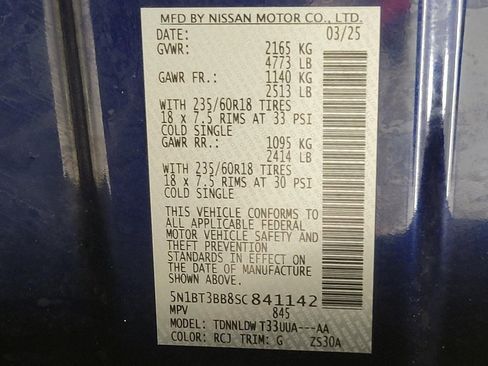 MFD BY NISSAN MOTOR CO., LTD.
DATE: 03/25
GVWR: 2165 KG
4773 LB
GAWR FR.: 1140 KG
2513 LB
WITH 235/60R18 TIRES
18 x 7.5 RIMS AT 33 PSI
COLD SINGLE
GAWR RR.: 1095 KG
2414 LB
WITH 235/60R18 TIRES
18 x 7.5 RIMS AT 30 PSI
COLD SINGLE
THIS VEHICLE CONFORMS TO
ALL APPLICABLE FEDERAL
MOTOR VEHICLE SAFETY AND
THEFT PREVENTION
STANDARDS IN EFFECT ON
THE DATE OF MANUFACTURE
SHOWN ABOVE.
5N1BT3BB8SC841142
MPV 845
MODEL: TDNNLDWT33UUA---AA
COLOR: RCJ TRIM: G ZS30A